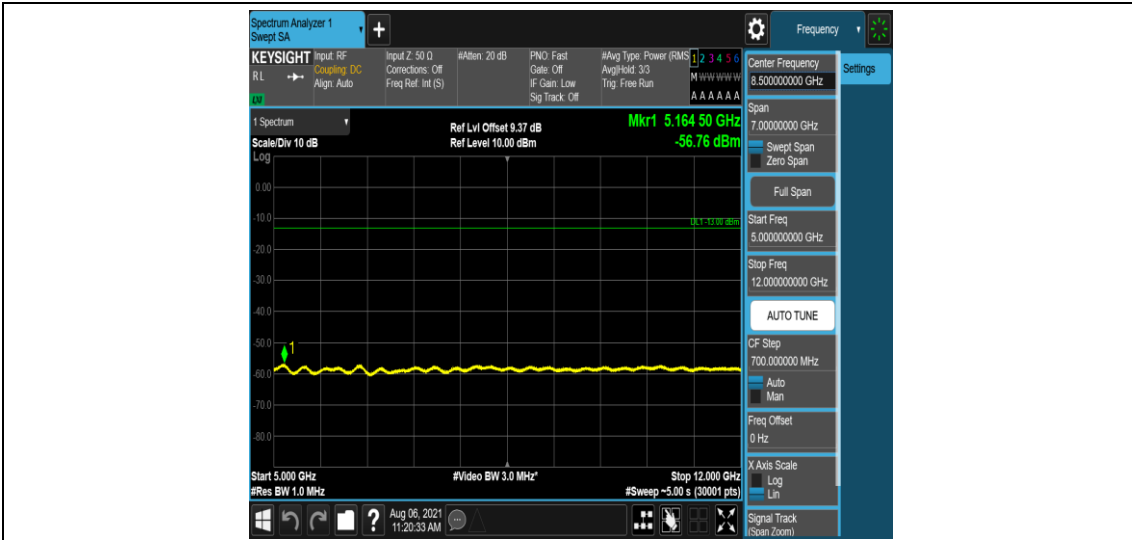 Spectrum Analyzer 1
Swept SA
+
Frequency
KEYSIGHT
RL
LXI
Input: RF
Coupling: DC
Align: Auto
Input Z: 50 Ω
Corrections: Off
Freq Ref: Int (S)
#Atten: 20 dB
PNO: Fast
Gate: Off
IF Gain: Low
Sig Track: Off
#Avg Type: Power (RMS
Avg|Hold: 3/3
Trig: Free Run
1 2 3 4 5 6
M W W W W W
A A A A A A
1 Spectrum
Scale/Div 10 dB
Log
Ref Lvl Offset 9.37 dB
Ref Level 10.00 dBm
Mkr1 5.164 50 GHz
-56.76 dBm
0.00
-10.0
DL1 -13.00 dBm
-20.0
-30.0
-40.0
-50.0
1
-60.0
-70.0
-80.0
Start 5.000 GHz
#Res BW 1.0 MHz
#Video BW 3.0 MHz*
Stop 12.000 GHz
#Sweep ~5.00 s (30001 pts)
?
Aug 06, 2021
11:20:33 AM
Center Frequency
8.500000000 GHz
Settings
Span
7.00000000 GHz
Swept Span
Zero Span
Full Span
Start Freq
5.000000000 GHz
Stop Freq
12.000000000 GHz
AUTO TUNE
CF Step
700.000000 MHz
Auto
Man
Freq Offset
0 Hz
X Axis Scale
Log
Lin
Signal Track
(Span Zoom)